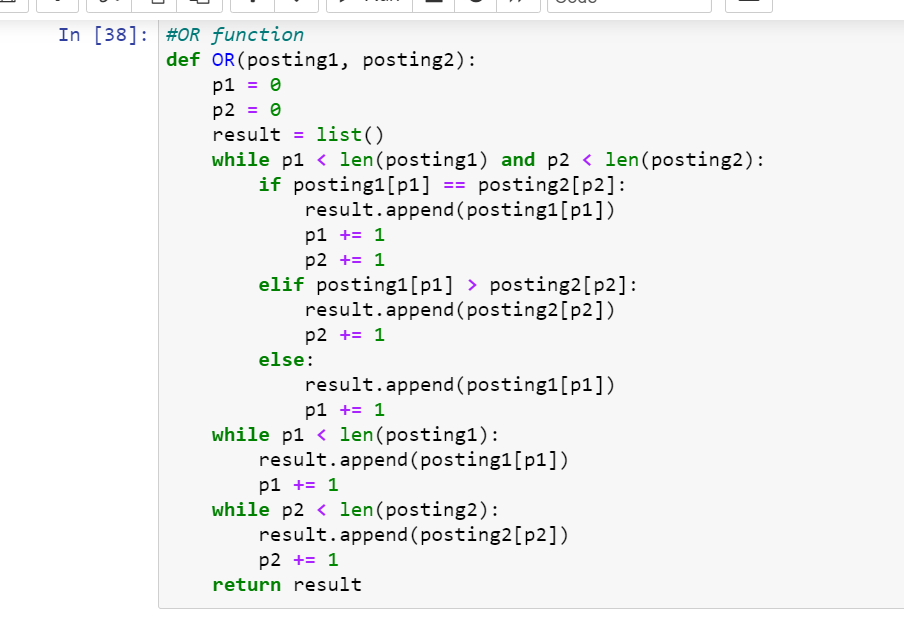 In [38]: #OR function
def OR(posting1, posting2):
    p1 = 0
    p2 = 0
    result = list()
    while p1 < len(posting1) and p2 < len(posting2):
        if posting1[p1] == posting2[p2]:
            result.append(posting1[p1])
            p1 += 1
            p2 += 1
        elif posting1[p1] > posting2[p2]:
            result.append(posting2[p2])
            p2 += 1
        else:
            result.append(posting1[p1])
            p1 += 1
    while p1 < len(posting1):
        result.append(posting1[p1])
        p1 += 1
    while p2 < len(posting2):
        result.append(posting2[p2])
        p2 += 1
    return result